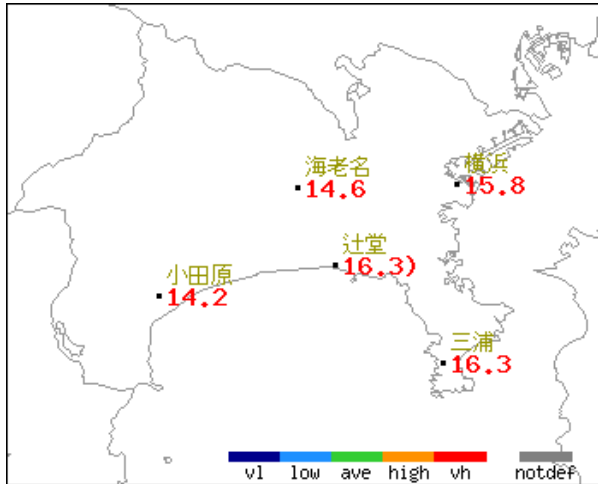 海老名
14.6
横浜
15.8
辻堂
16.3)
小田原
14.2
三浦
16.3
vl low ave high vh notdef